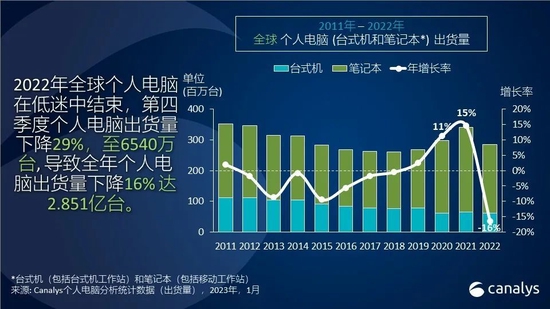 2011年 – 2022年
全球 个人电脑 (台式机和笔记本*) 出货量
2022年全球个人电脑
在低迷中结束，第四
季度个人电脑出货量
下降29%，至6540万
台, 导致全年个人电
脑出货量下降16% 达
2.851亿台。
单位
(百万台)
台式机
笔记本
年增长率
增长率
400
300
200
100
0
20%
15%
10%
5%
0%
-5%
-10%
-15%
-20%
11%
15%
-16%
2011 2012 2013 2014 2015 2016 2017 2018 2019 2020 2021 2022
*台式机（包括台式机工作站）和笔记本（包括移动工作站）
来源: Canalys个人电脑分析统计数据（出货量），2023年，1月
canalys